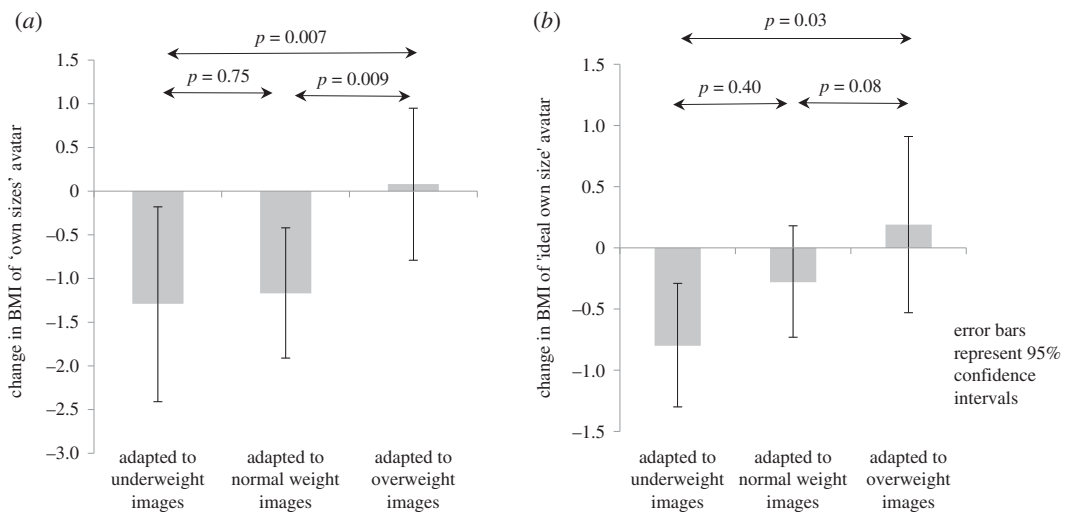 (a)
p = 0.007
p = 0.75
p = 0.009
change in BMI of ‘own sizes’ avatar
1.5
1.0
0.5
0
–0.5
–1.0
–1.5
–2.0
–2.5
–3.0
adapted to
underweight
images
adapted to
normal weight
images
adapted to
overweight
images
(b)
p = 0.03
p = 0.40
p = 0.08
change in BMI of 'ideal own size' avatar
1.5
1.0
0.5
0
–0.5
–1.0
–1.5
adapted to
underweight
images
adapted to
normal weight
images
adapted to
overweight
images
error bars
represent 95%
confidence
intervals